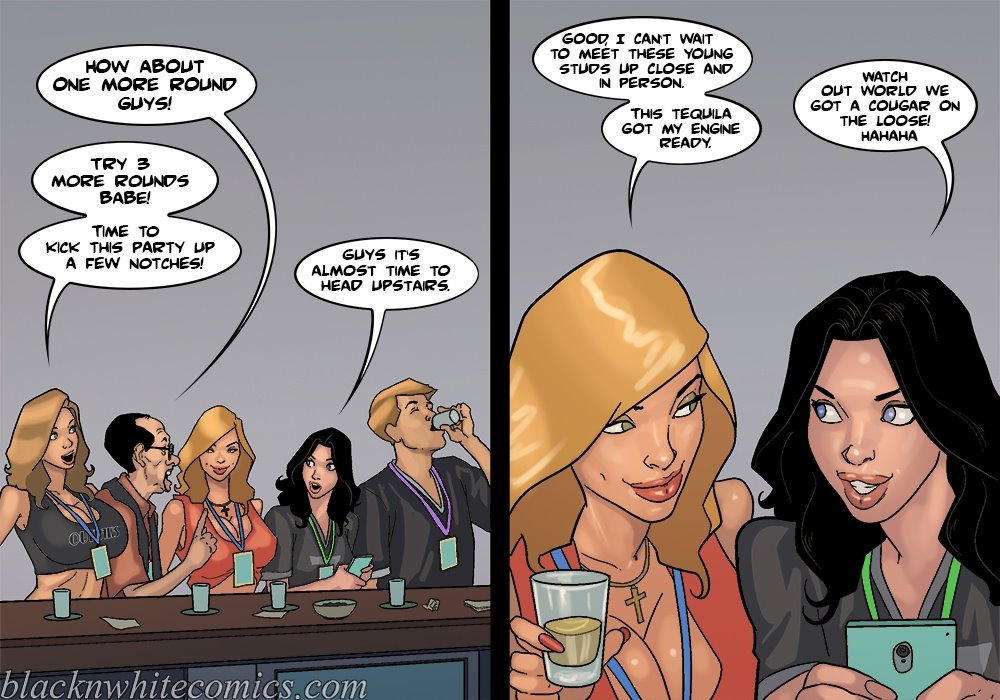 HOW ABOUT
ONE MORE ROUND
GUYS!
TRY 3
MORE ROUNDS
BABE!
TIME TO
KICK THIS PARTY UP
A FEW NOTCHES!
GUYS IT'S
ALMOST TIME TO
HEAD UPSTAIRS.
GOOD, I CAN'T WAIT
TO MEET THESE YOUNG
STUDS UP CLOSE AND
IN PERSON.
THIS TEQUILA
GOT MY ENGINE
READY.
WATCH
OUT WORLD WE
GOT A COUGAR ON
THE LOOSE!
HAHAHA
blacknwhitecomics.com